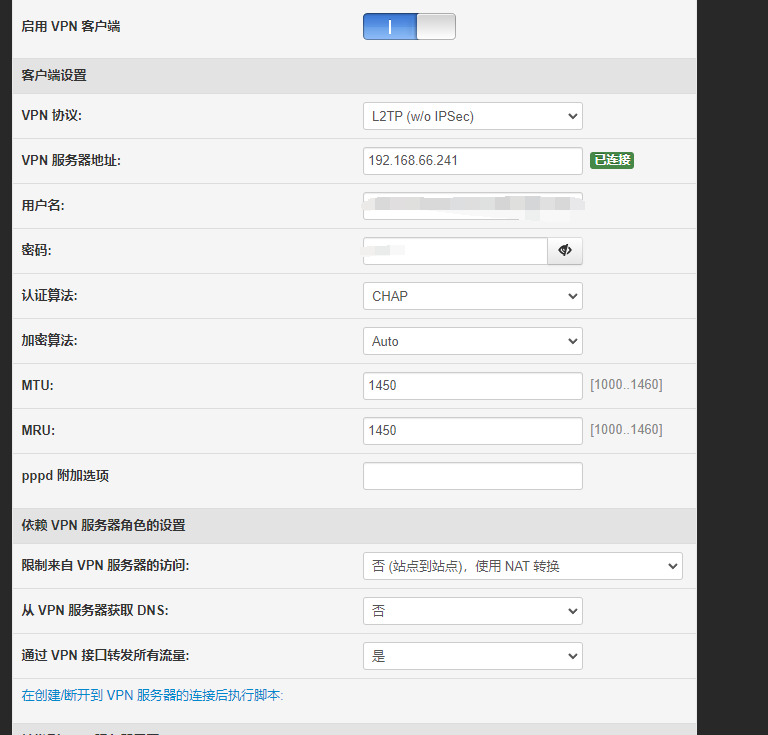 启用 VPN 客户端
客户端设置
VPN 协议: L2TP (w/o IPSec)
VPN 服务器地址: 192.168.66.241 已连接
用户名:
密码:
认证算法: CHAP
加密算法: Auto
MTU: 1450 [1000..1460]
MRU: 1450 [1000..1460]
pppd 附加选项
依赖 VPN 服务器角色的设置
限制来自 VPN 服务器的访问: 否 (站点到站点)，使用 NAT 转换
从 VPN 服务器获取 DNS: 否
通过 VPN 接口转发所有流量: 是
在创建/断开到 VPN 服务器的连接后执行脚本: